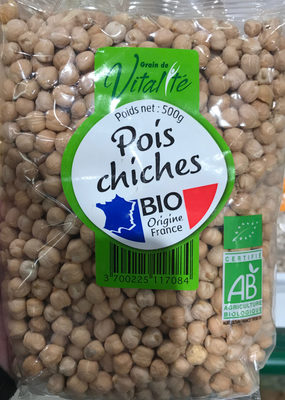 Grain de
Vitalité
Poids net : 500g
Pois
chiches
BIO
Origine
France
3 700225 117084
CERTIFIÉ
AB
AGRICULTURE
BIOLOGIQUE